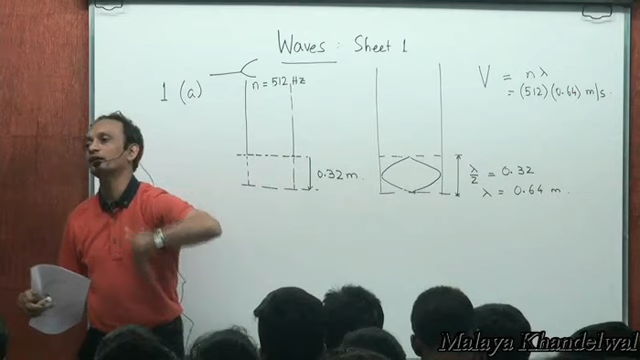 Waves: Sheet 1
1 (a)
n = 512 Hz
0.32 m.
V = nλ
= (512) (0.64) m/s.
λ/2 = 0.32
λ = 0.64 m.
Malaya Khandelwal